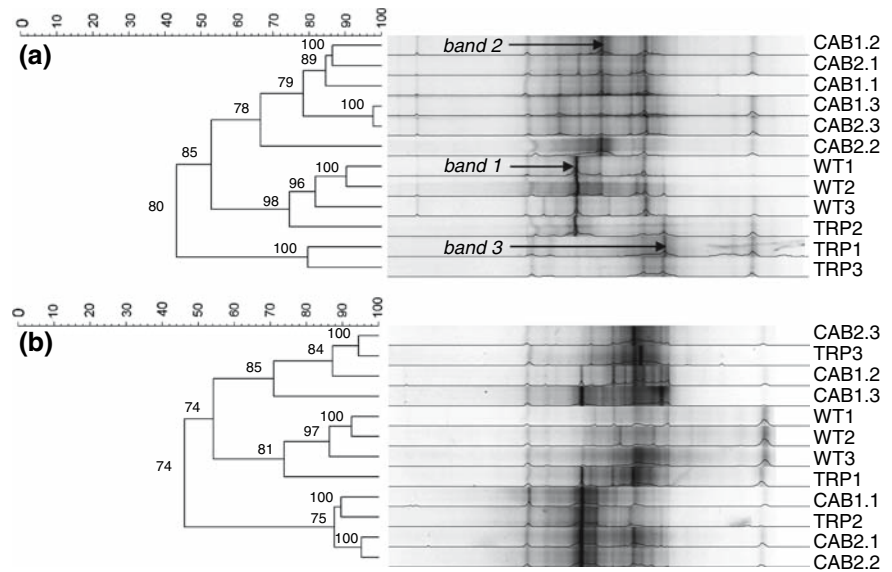 0 10 20 30 40 50 60 70 80 90 100
(a)
band 2
band 1
band 3
100
89
79
100
78
85
100
96
98
80
100
CAB1.2
CAB2.1
CAB1.1
CAB1.3
CAB2.3
CAB2.2
WT1
WT2
WT3
TRP2
TRP1
TRP3
0 10 20 30 40 50 60 70 80 90 100
(b)
100
84
85
74
100
97
81
74
100
75
100
CAB2.3
TRP3
CAB1.2
CAB1.3
WT1
WT2
WT3
TRP1
CAB1.1
TRP2
CAB2.1
CAB2.2